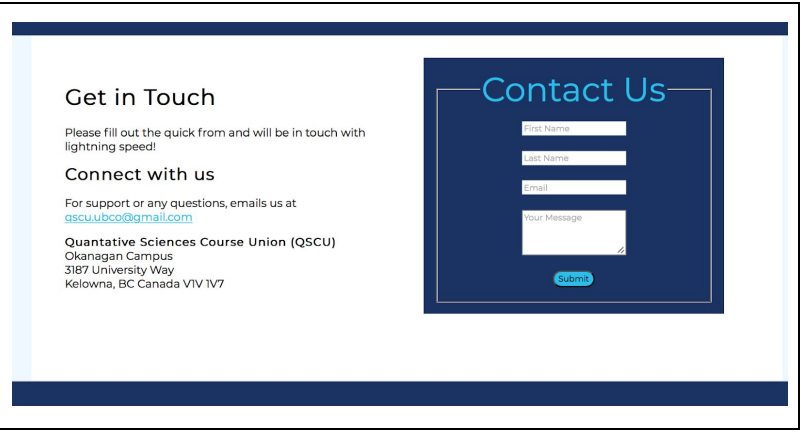 Get in Touch
Please fill out the quick from and will be in touch with
lightning speed!
Connect with us
For support or any questions, emails us at
qscu.ubco@gmail.com
Quantative Sciences Course Union (QSCU)
Okanagan Campus
3187 University Way
Kelowna, BC Canada V1V 1V7
Contact Us
First Name
Last Name
Email
Your Message
Submit